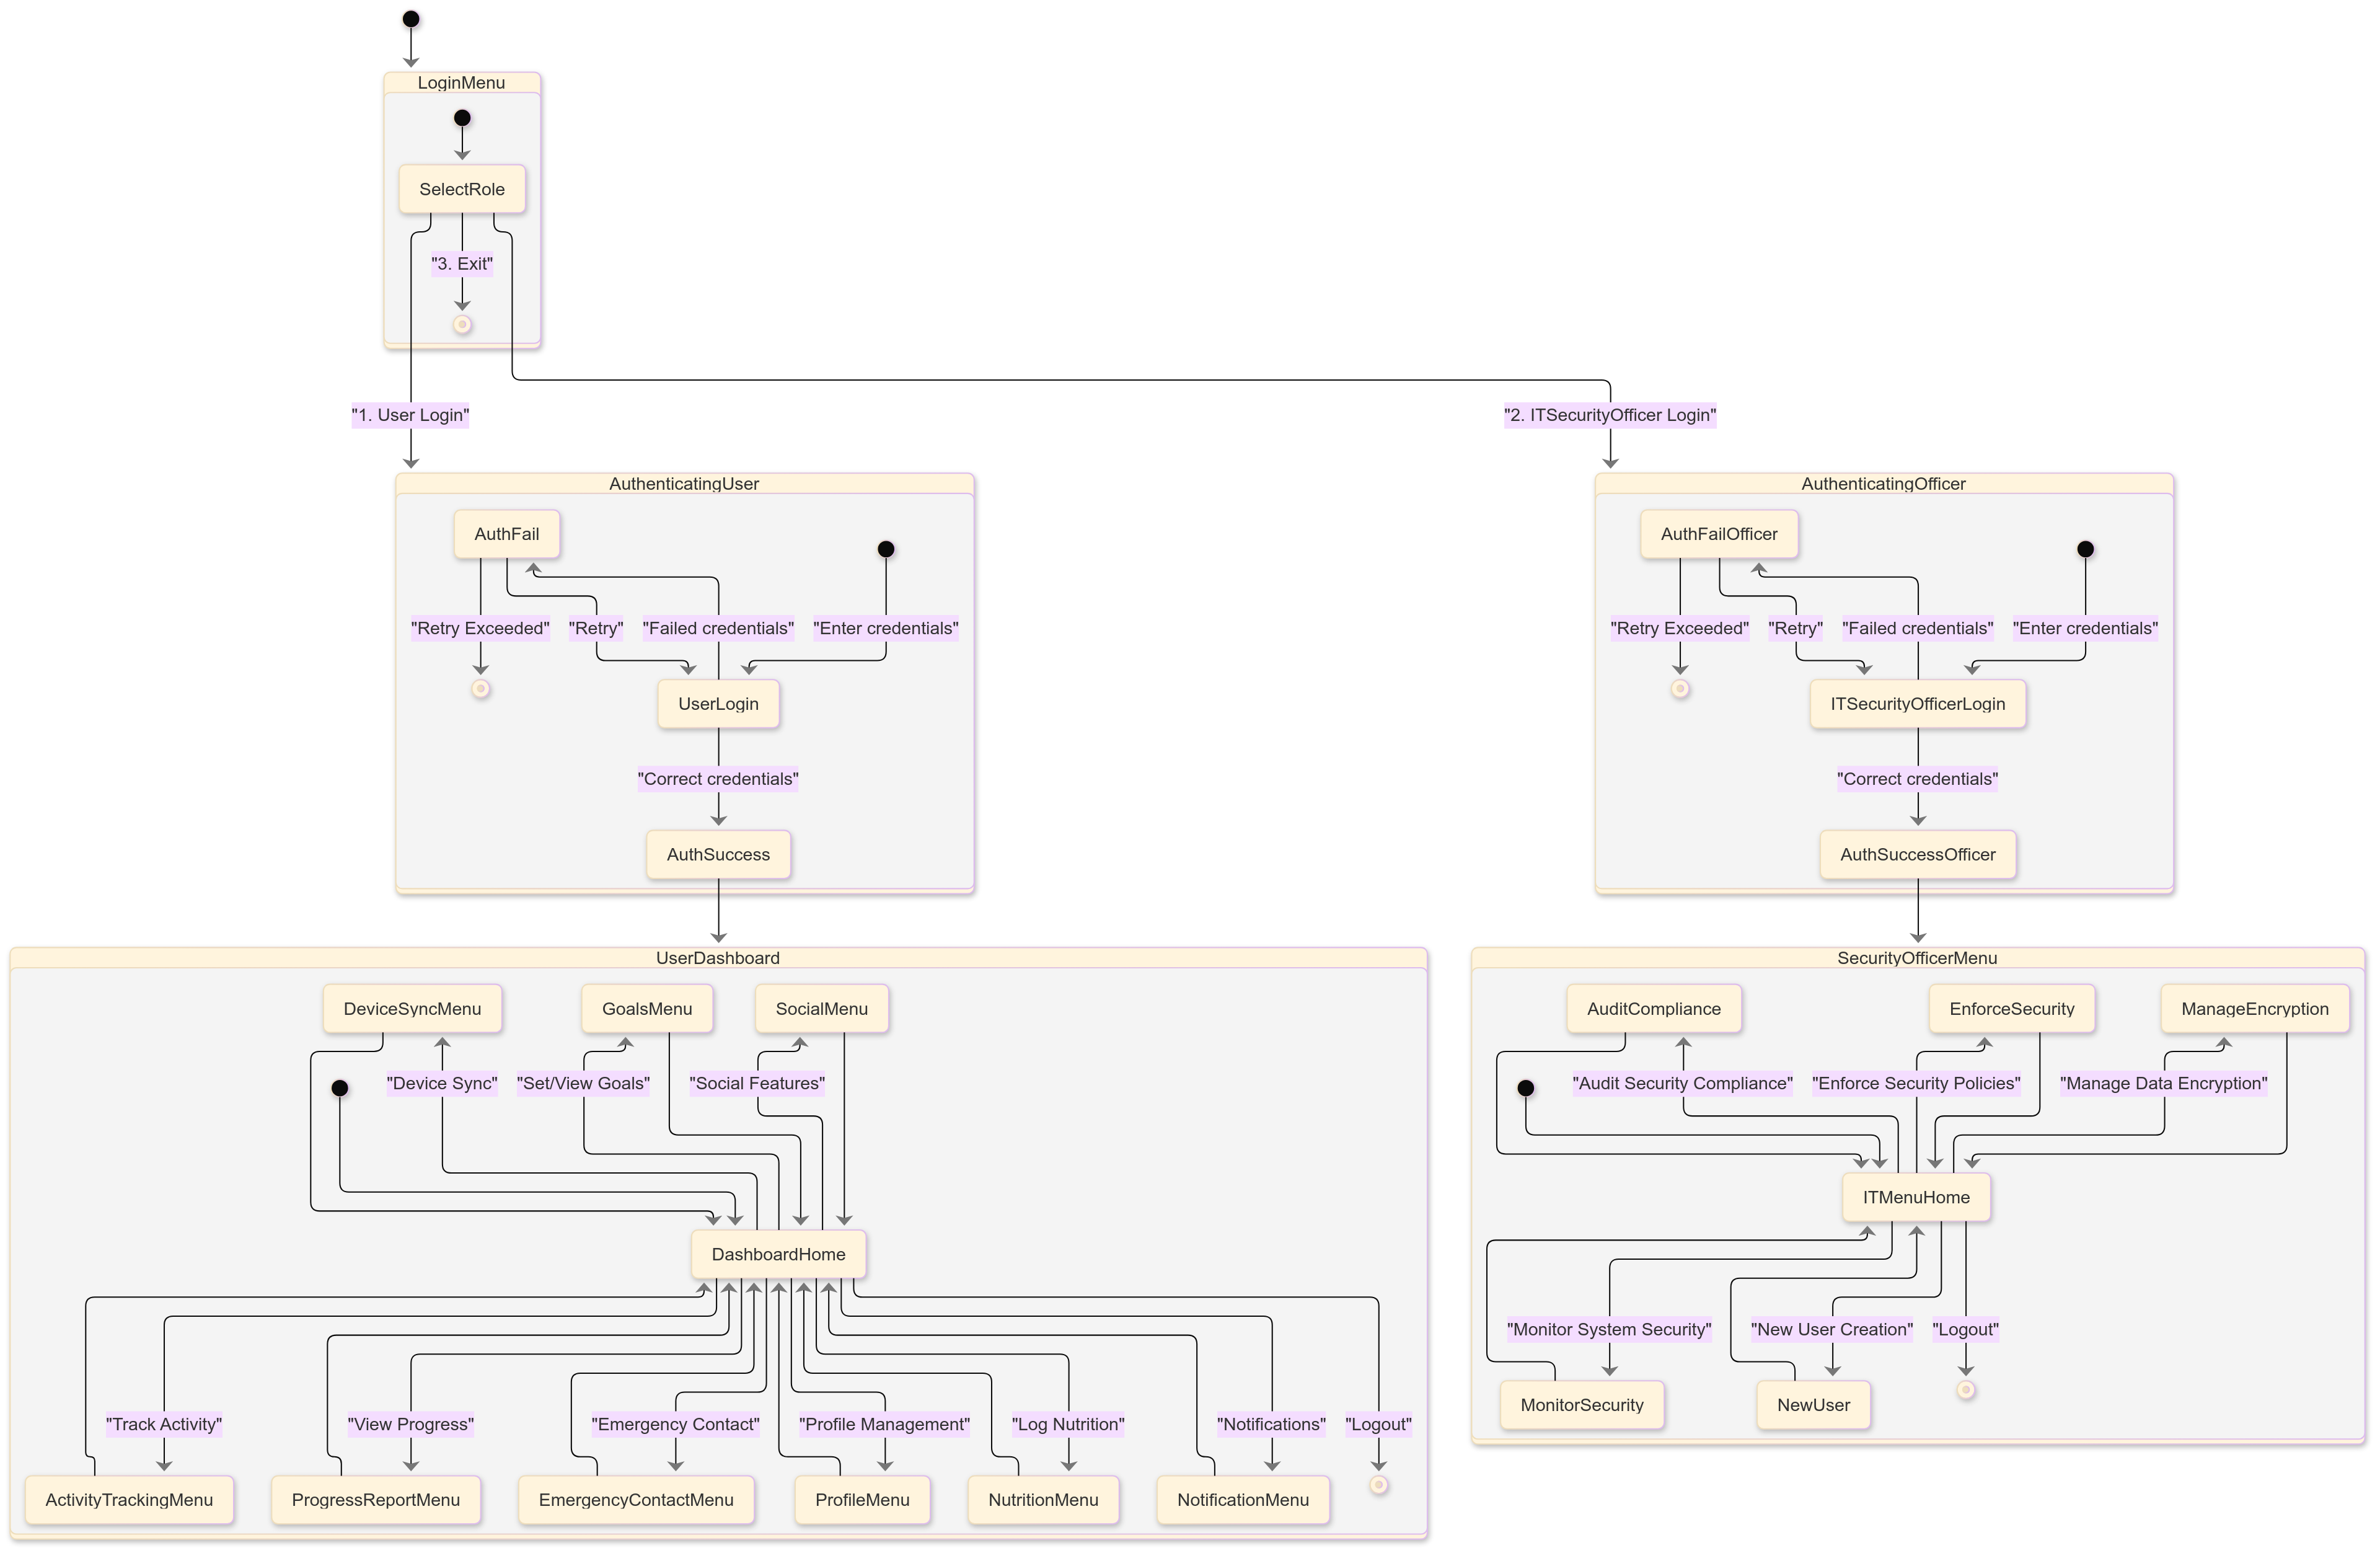 LoginMenu
SelectRole
"3. Exit"
"1. User Login"
"2. ITSecurityOfficer Login"
AuthenticatingUser
AuthFail
"Retry Exceeded"
"Retry"
"Failed credentials"
"Enter credentials"
UserLogin
"Correct credentials"
AuthSuccess
AuthenticatingOfficer
AuthFailOfficer
"Retry Exceeded"
"Retry"
"Failed credentials"
"Enter credentials"
ITSecurityOfficerLogin
"Correct credentials"
AuthSuccessOfficer
UserDashboard
DeviceSyncMenu
GoalsMenu
SocialMenu
"Device Sync"
"Set/View Goals"
"Social Features"
DashboardHome
"Track Activity"
"View Progress"
"Emergency Contact"
"Profile Management"
"Log Nutrition"
"Notifications"
"Logout"
ActivityTrackingMenu
ProgressReportMenu
EmergencyContactMenu
ProfileMenu
NutritionMenu
NotificationMenu
SecurityOfficerMenu
AuditCompliance
EnforceSecurity
ManageEncryption
"Audit Security Compliance"
"Enforce Security Policies"
"Manage Data Encryption"
ITMenuHome
"Monitor System Security"
"New User Creation"
"Logout"
MonitorSecurity
NewUser